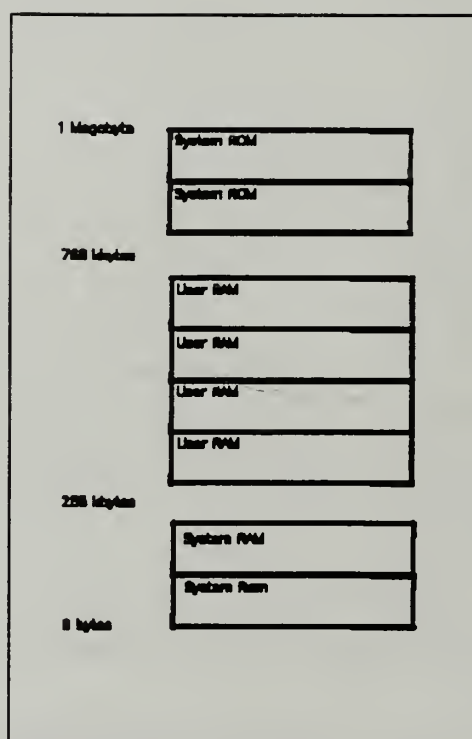 1 Megabyte
System ROM
System ROM
768 kbytes
User RAM
User RAM
User RAM
User RAM
256 kbytes
System RAM
System Ram
0 bytes